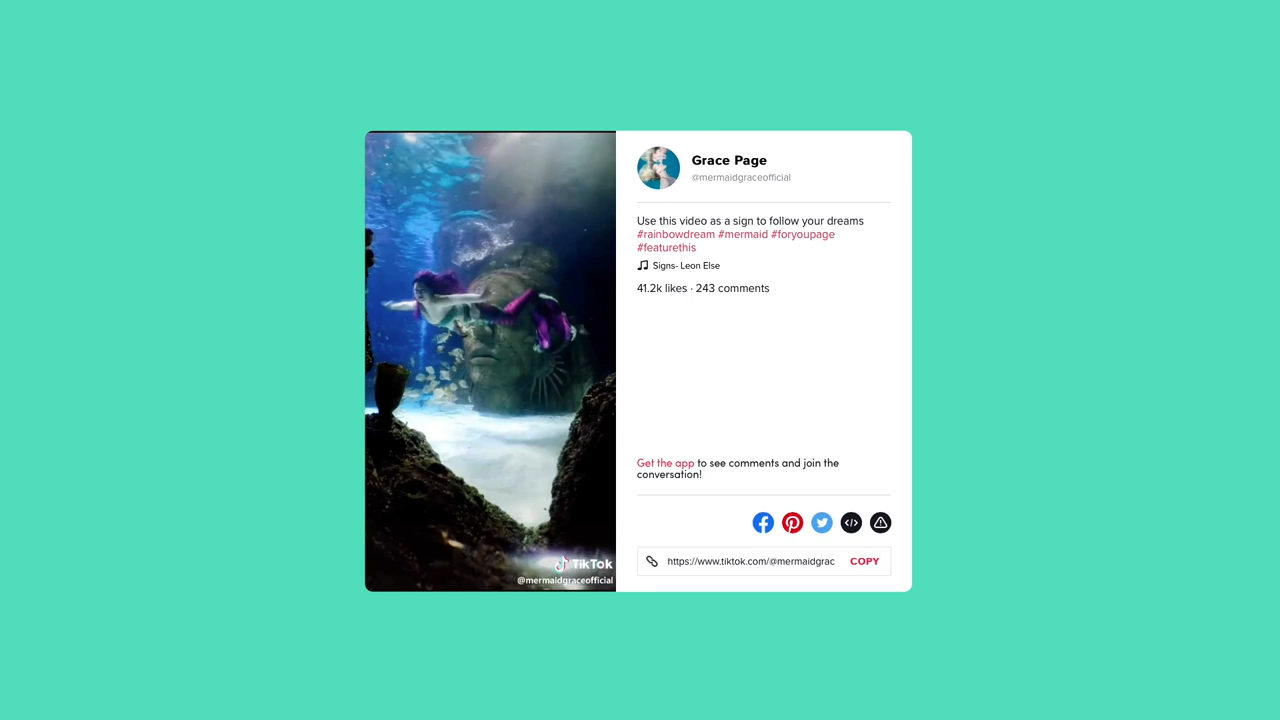 Grace Page
@mermaidgraceofficial
Use this video as a sign to follow your dreams
#rainbowdream #mermaid #foryoupage
#featurethis
Signs- Leon Else
41.2k likes · 243 comments
Get the app to see comments and join the
conversation!
https://www.tiktok.com/@mermaidgrac
COPY
TikTok
@mermaidgraceofficial